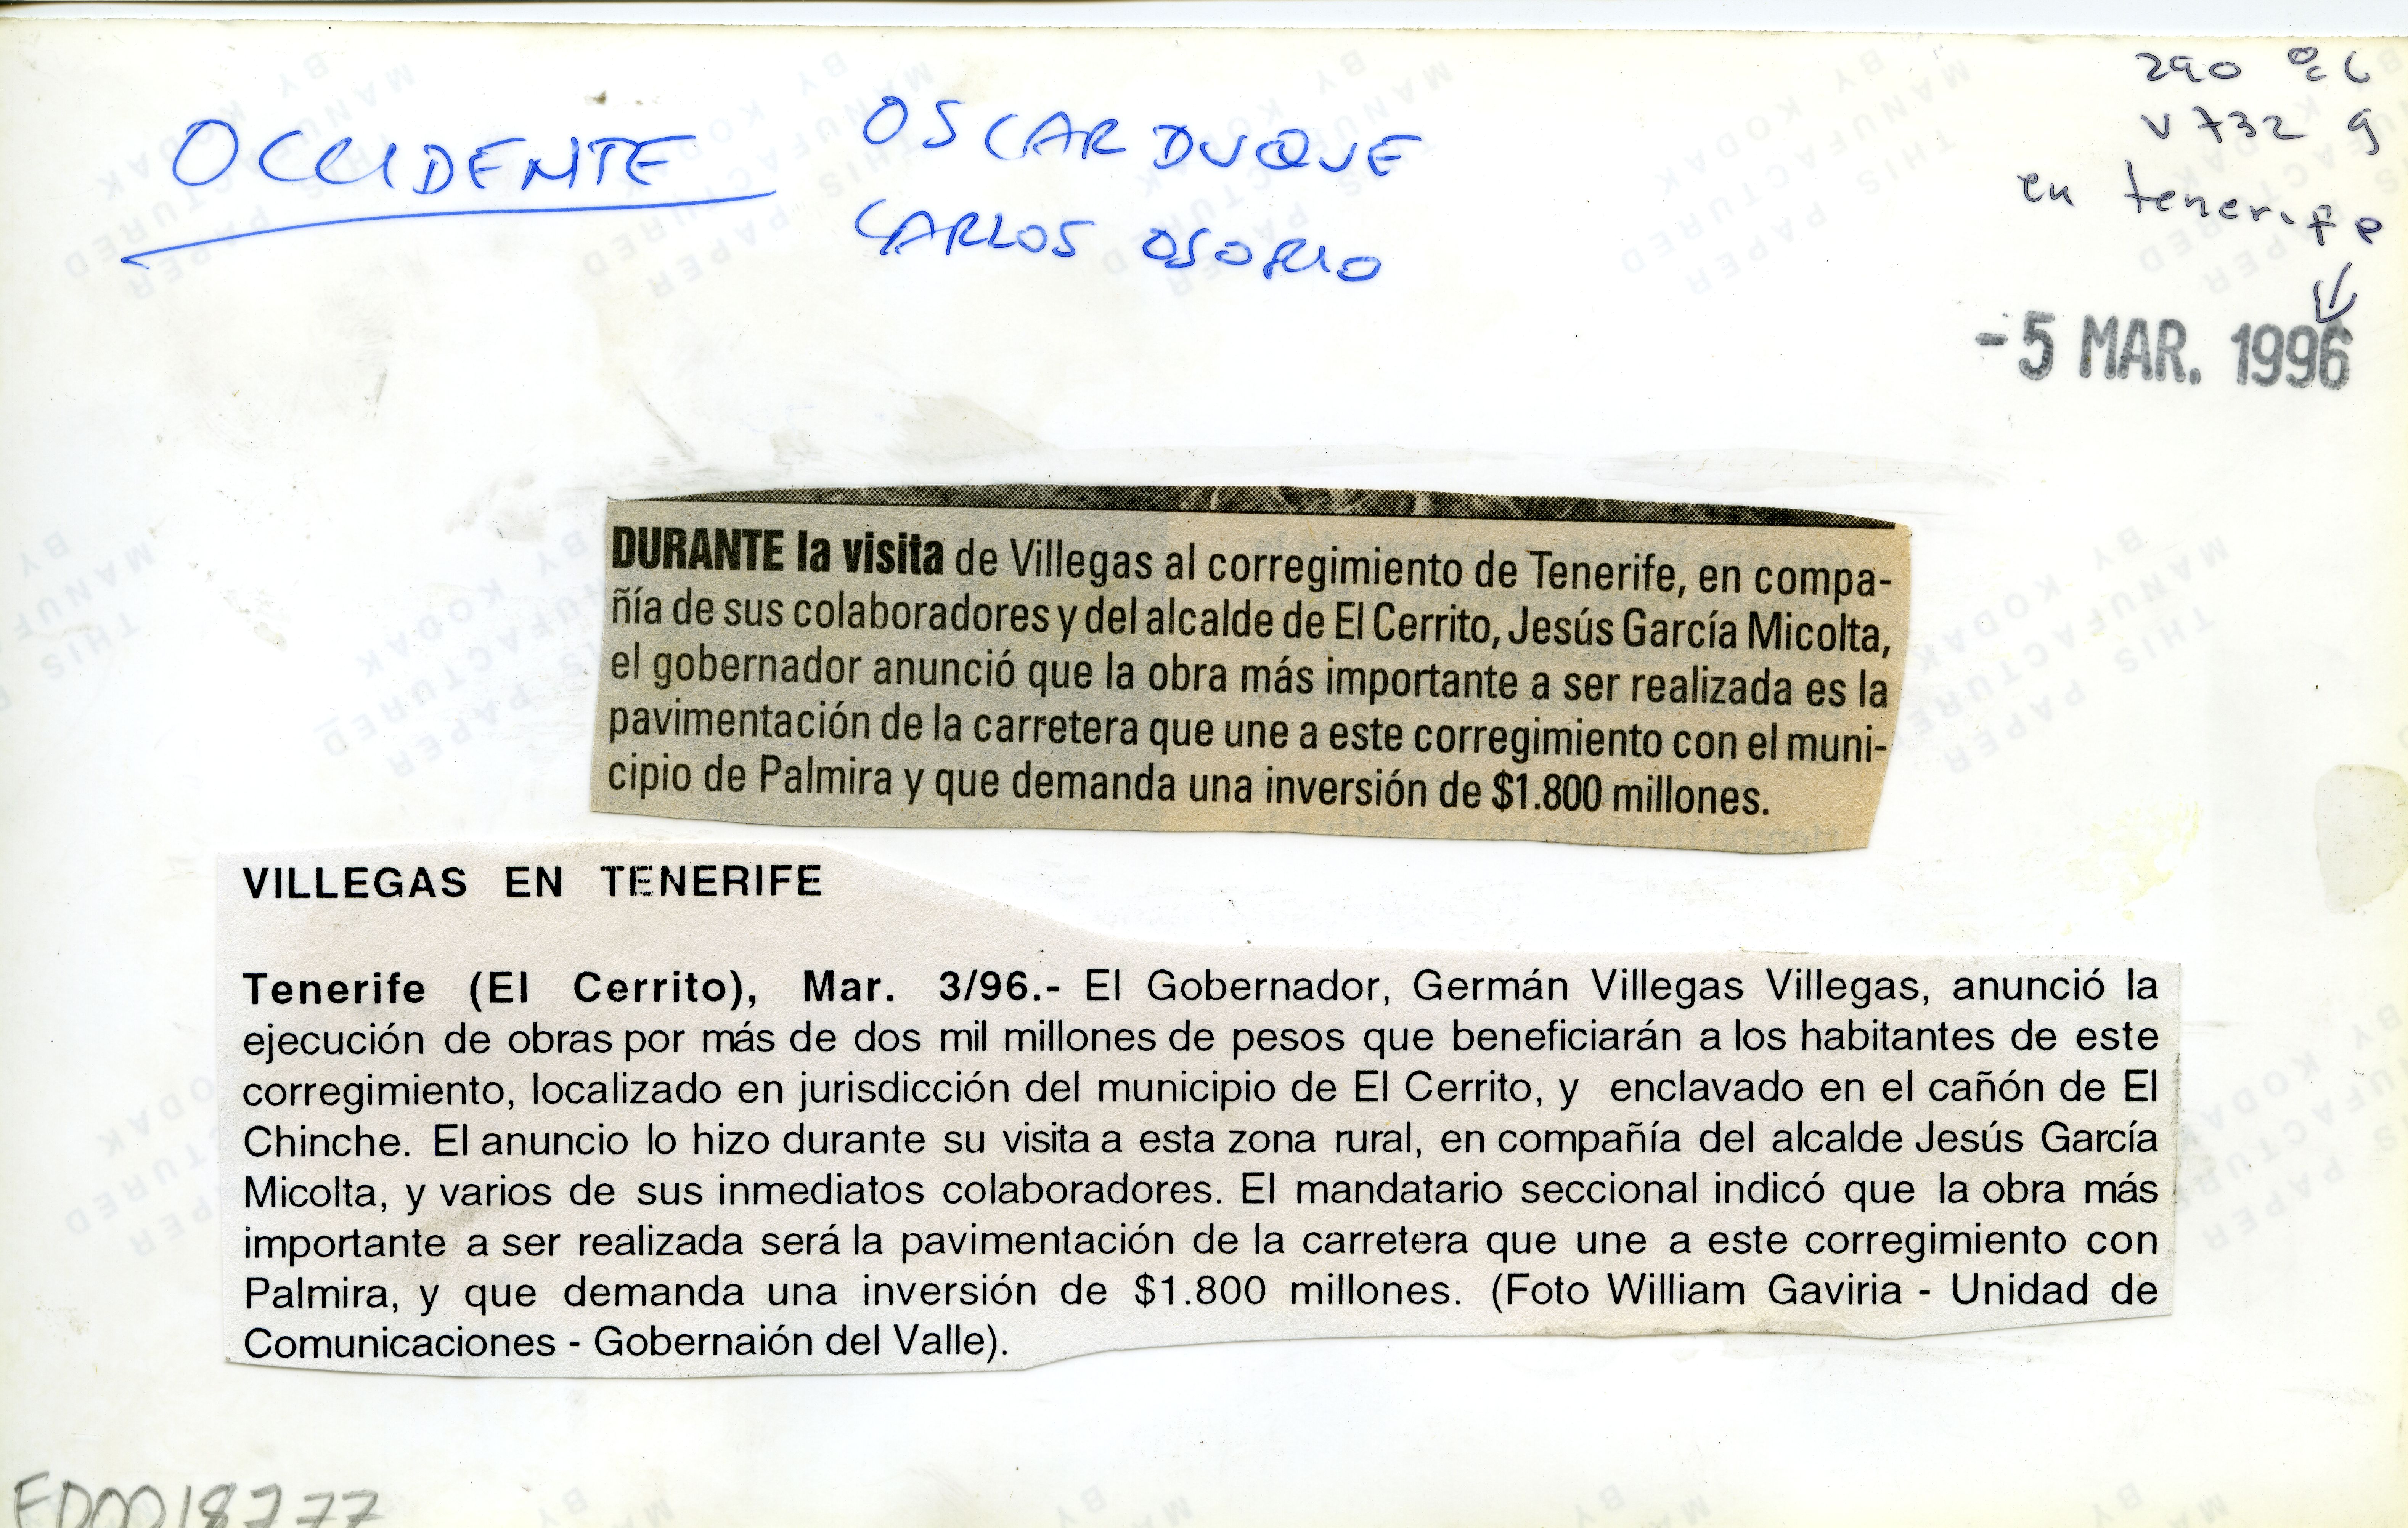 OCCIDENTE
OSCAR DUQUE
CARLOS OSORIO
290
V732 g
en tenerife
-5 MAR. 1996
DURANTE la visita de Villegas al corregimiento de Tenerife, en compa-
ñía de sus colaboradores y del alcalde de El Cerrito, Jesús García Micolta,
el gobernador anunció que la obra más importante a ser realizada es la
pavimentación de la carretera que une a este corregimiento con el muni-
cipio de Palmira y que demanda una inversión de $1.800 millones.
VILLEGAS EN TENERIFE
Tenerife (El Cerrito), Mar. 3/96.- El Gobernador, Germán Villegas Villegas, anunció la
ejecución de obras por más de dos mil millones de pesos que beneficiarán a los habitantes de este
corregimiento, localizado en jurisdicción del municipio de El Cerrito, y enclavado en el cañón de El
Chinche. El anuncio lo hizo durante su visita a esta zona rural, en compañía del alcalde Jesús García
Micolta, y varios de sus inmediatos colaboradores. El mandatario seccional indicó que la obra más
importante a ser realizada será la pavimentación de la carretera que une a este corregimiento con
Palmira, y que demanda una inversión de $1.800 millones. (Foto William Gaviria - Unidad de
Comunicaciones - Gobernaión del Valle).
ED0018777
THIS PAPER MANUFACTURED BY KODAK